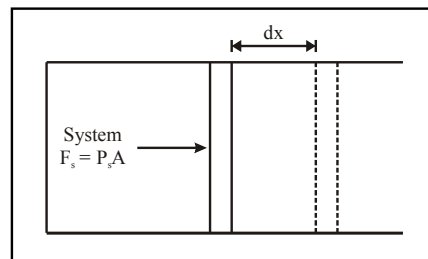 dx
System
Fₛ = PₛA